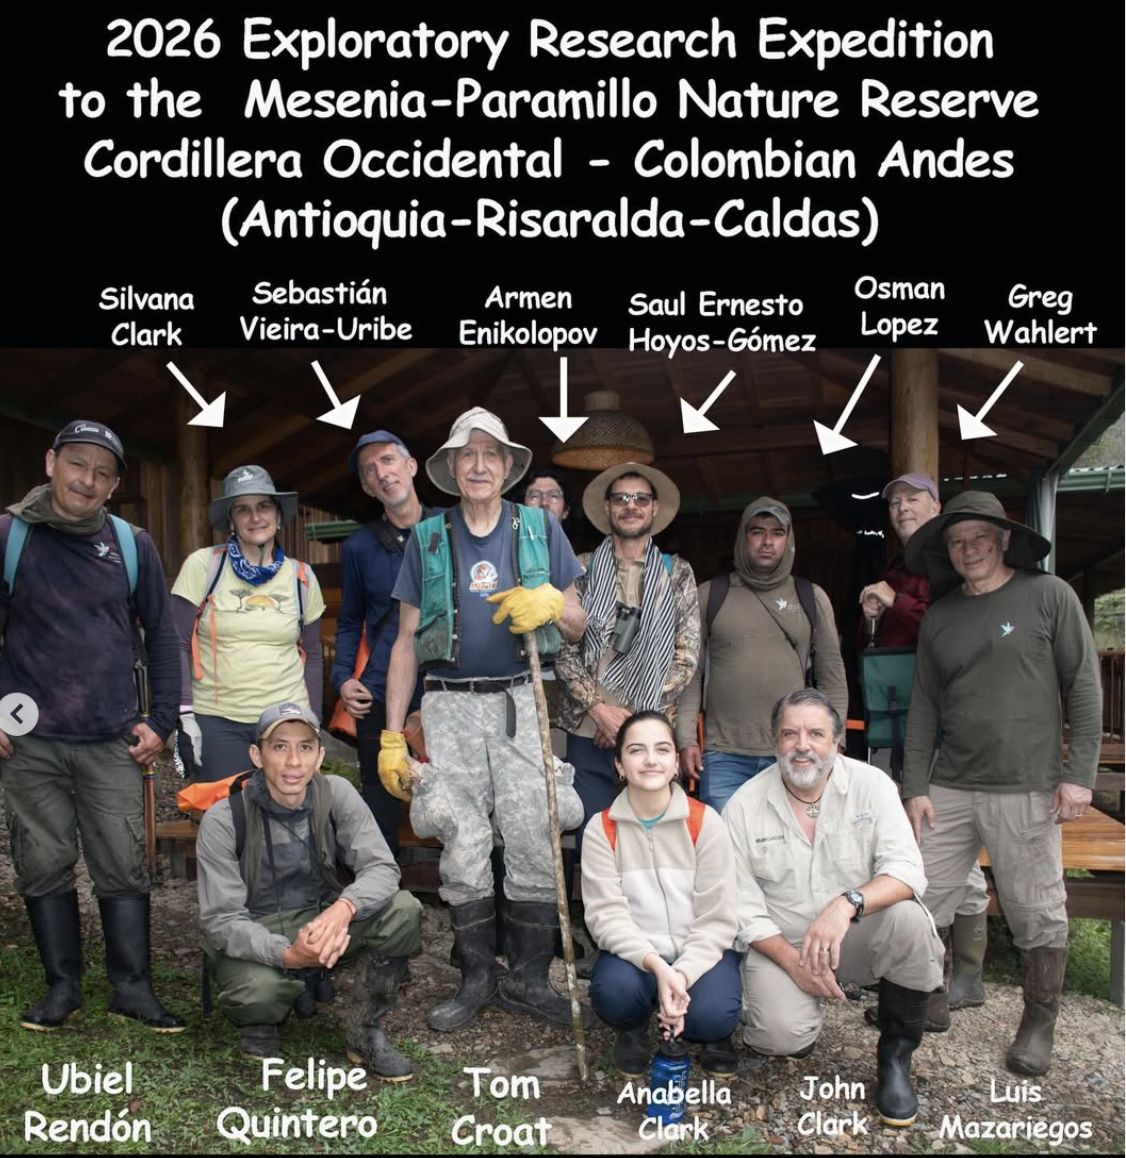 2026 Exploratory Research Expedition
to the Mesenia-Paramillo Nature Reserve
Cordillera Occidental - Colombian Andes
(Antioquia-Risaralda-Caldas)
Silvana
Clark
Sebastián
Vieira-Uribe
Armen
Enikolopov
Saul Ernesto
Hoyos-Gómez
Osman
Lopez
Greg
Wahlert
Ubiel
Rendón
Felipe
Quintero
Tom
Croat
Anabella
Clark
John
Clark
Luis
Mazariegos